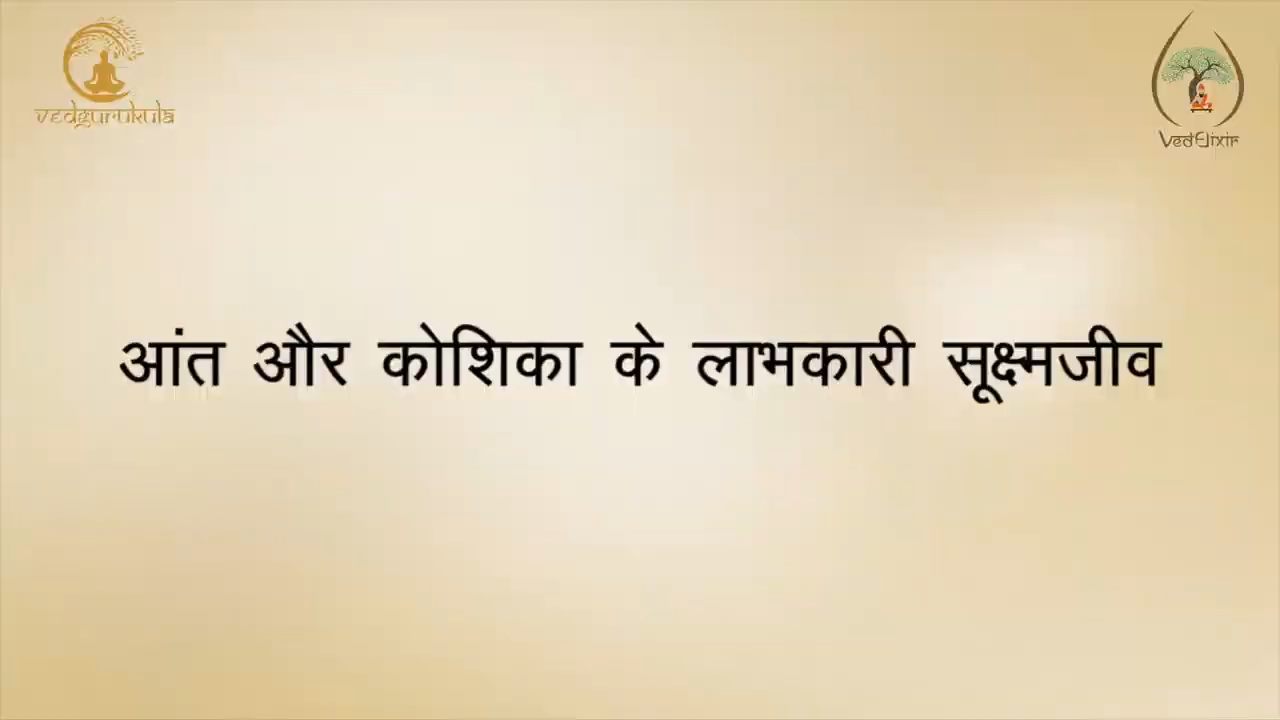 vedgurukula
VedElixir
आंत और कोशिका के लाभकारी सूक्ष्मजीव